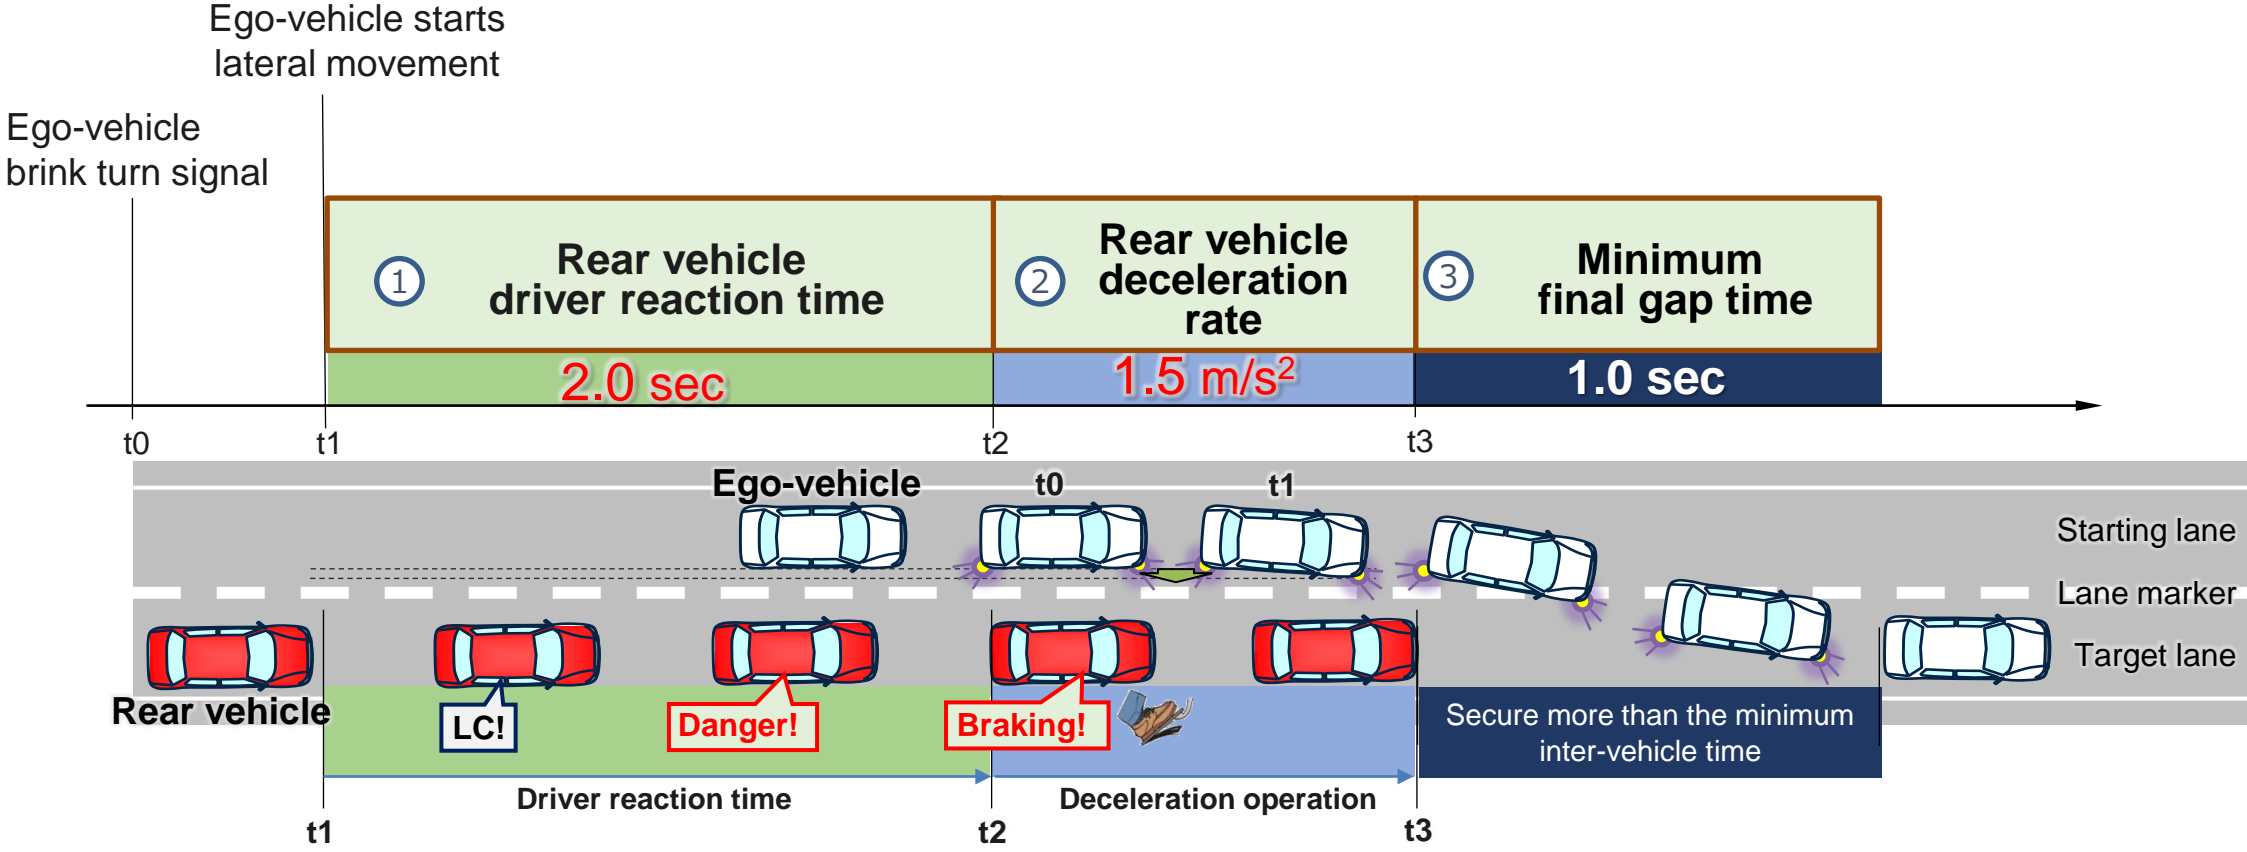 Ego-vehicle starts
lateral movement
Ego-vehicle
brink turn signal
1
Rear vehicle
driver reaction time
2
Rear vehicle
deceleration
rate
3
Minimum
final gap time
2.0 sec
1.5 m/s²
1.0 sec
t0
t1
t2
t3
Ego-vehicle
t0
t1
Starting lane
Lane marker
Target lane
Rear vehicle
LC!
Danger!
Braking!
Secure more than the minimum
inter-vehicle time
Driver reaction time
Deceleration operation
t1
t2
t3